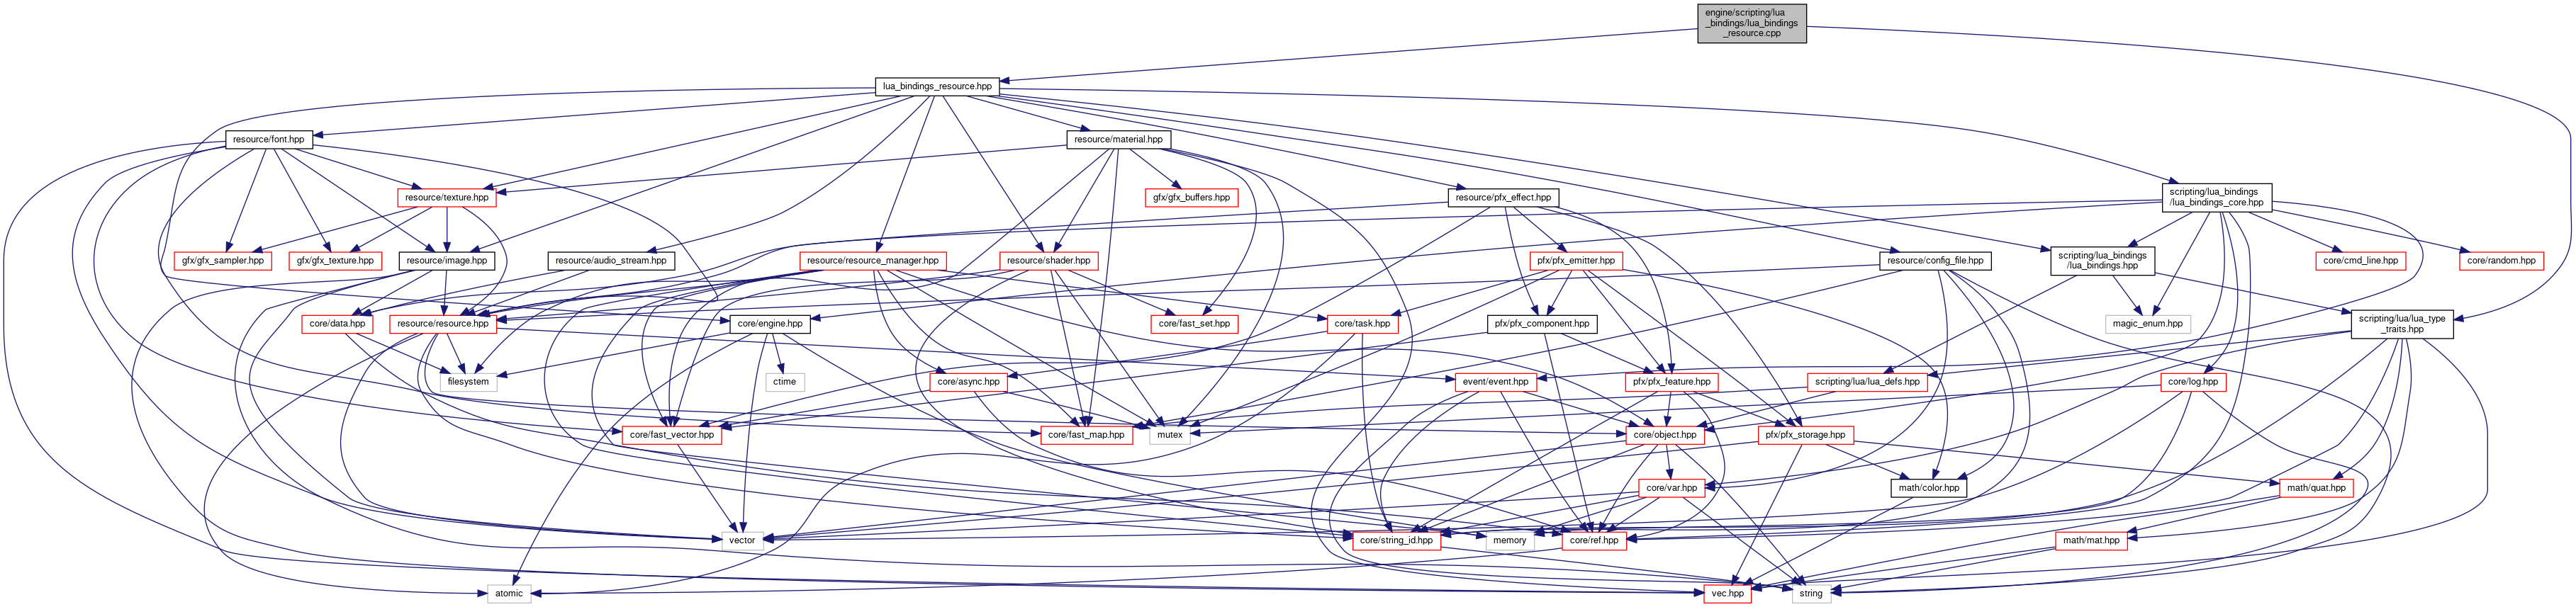 engine/scripting/lua
_bindings/lua_bindings
_resource.cpp
lua_bindings_resource.hpp
resource/font.hpp
resource/material.hpp
resource/texture.hpp
gfx/gfx_buffers.hpp
resource/pfx_effect.hpp
scripting/lua_bindings
/lua_bindings_core.hpp
gfx/gfx_sampler.hpp
gfx/gfx_texture.hpp
resource/image.hpp
resource/audio_stream.hpp
resource/resource_manager.hpp
resource/shader.hpp
pfx/pfx_emitter.hpp
resource/config_file.hpp
scripting/lua_bindings
/lua_bindings.hpp
core/cmd_line.hpp
core/random.hpp
core/data.hpp
resource/resource.hpp
core/engine.hpp
core/fast_set.hpp
core/task.hpp
pfx/pfx_component.hpp
magic_enum.hpp
scripting/lua/lua_type
_traits.hpp
filesystem
ctime
core/async.hpp
event/event.hpp
pfx/pfx_feature.hpp
scripting/lua/lua_defs.hpp
core/log.hpp
core/fast_vector.hpp
core/fast_map.hpp
mutex
core/object.hpp
pfx/pfx_storage.hpp
core/var.hpp
math/color.hpp
math/quat.hpp
vector
core/string_id.hpp
memory
core/ref.hpp
math/mat.hpp
atomic
vec.hpp
string